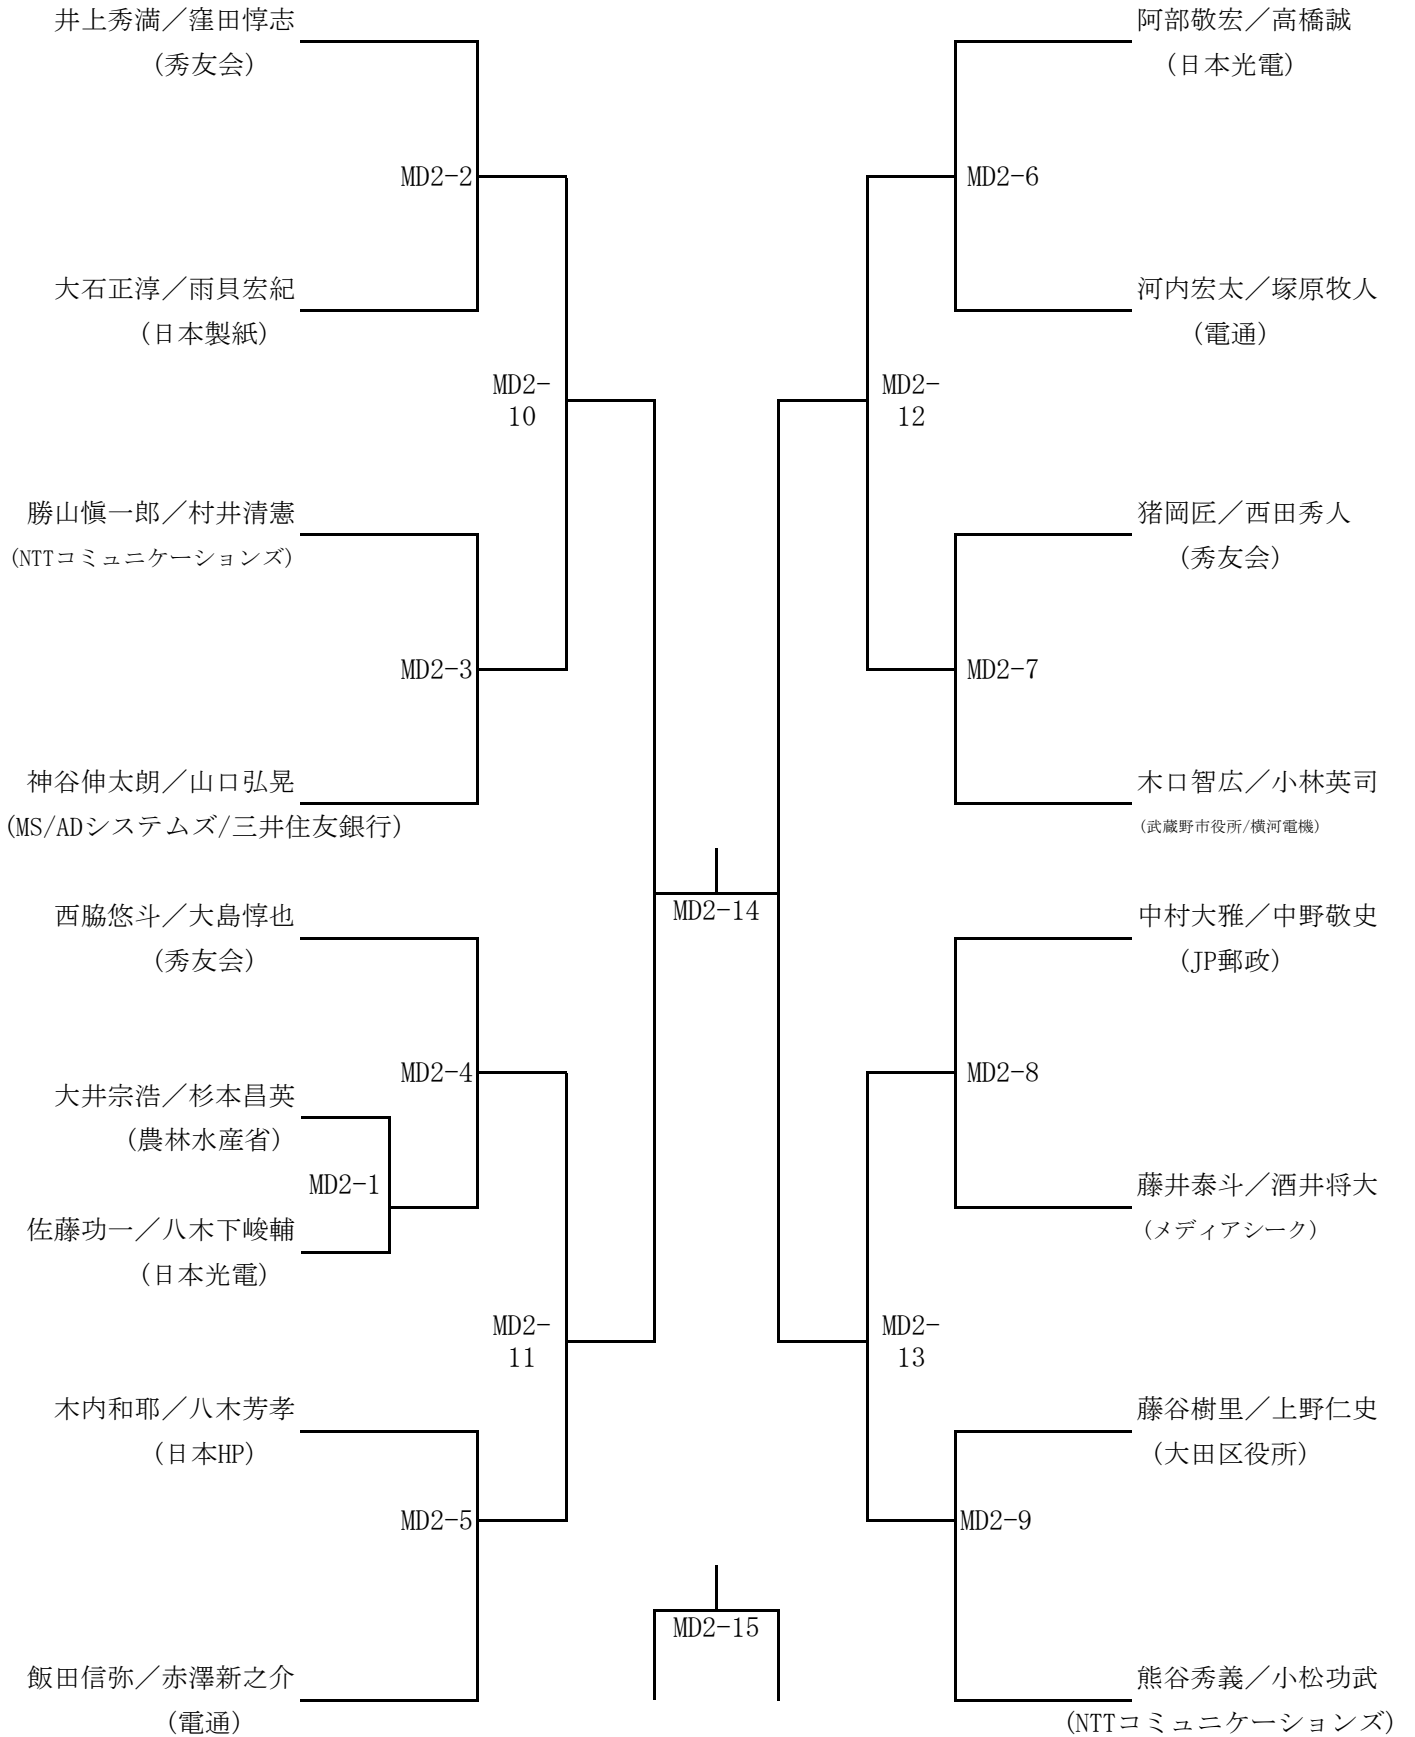 井上秀満／窪田惇志
(秀友会)
MD2-2
大石正淳／雨貝宏紀
(日本製紙)
MD2-
10
勝山愼一郎／村井清憲
(NTTコミュニケーションズ)
MD2-3
神谷伸太朗／山口弘晃
(MS/ADシステムズ/三井住友銀行)
西脇悠斗／大島惇也
(秀友会)
MD2-4
大井宗浩／杉本昌英
(農林水産省)
MD2-1
佐藤功一／八木下峻輔
(日本光電)
MD2-
11
木内和耶／八木芳孝
(日本HP)
MD2-5
飯田信弥／赤澤新之介
(電通)
MD2-14
MD2-15
阿部敬宏／高橋誠
(日本光電)
MD2-6
河内宏太／塚原牧人
(電通)
MD2-
12
猪岡匠／西田秀人
(秀友会)
MD2-7
木口智広／小林英司
(武蔵野市役所/横河電機)
中村大雅／中野敬史
(JP郵政)
MD2-8
藤井泰斗／酒井将大
(メディアシーク)
MD2-
13
藤谷樹里／上野仁史
(大田区役所)
MD2-9
熊谷秀義／小松功武
(NTTコミュニケーションズ)